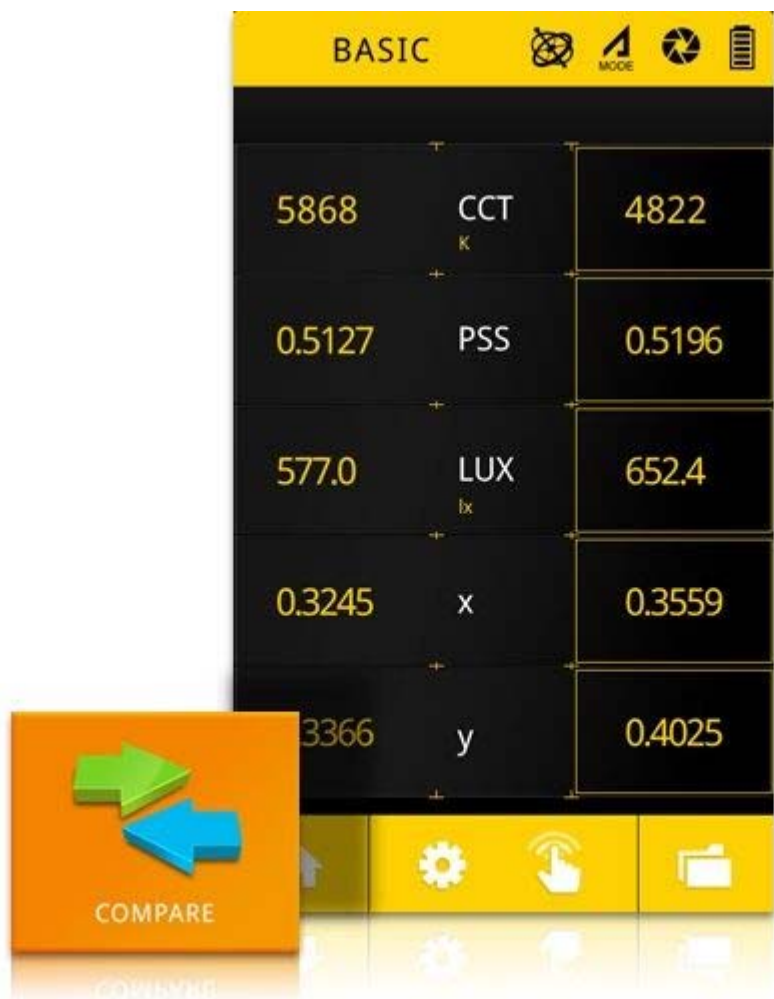 BASIC
MODE
5868 CCT 4822
K
0.5127 PSS 0.5196
577.0 LUX 652.4
lx
0.3245 x 0.3559
.3366 y 0.4025
COMPARE